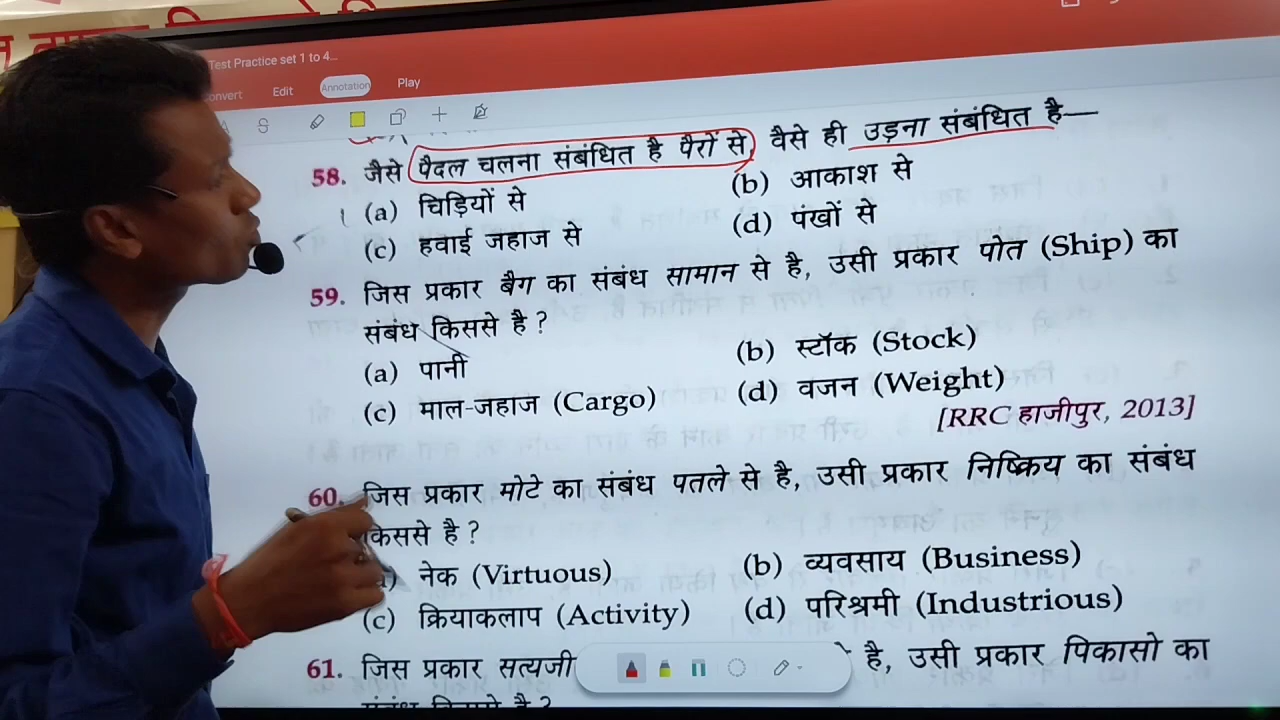 Test Practice set 1 to 4...
Edit Annotation Play
58. जैसे पैदल चलना संबंधित है पैरों से, वैसे ही उड़ना संबंधित है—
(a) चिड़ियों से (b) आकाश से
(c) हवाई जहाज से (d) पंखों से
59. जिस प्रकार बैग का संबंध सामान से है, उसी प्रकार पोत (Ship) का
संबंध किससे है ?
(a) पानी (b) स्टॉक (Stock)
(c) माल-जहाज (Cargo) (d) वजन (Weight)
[RRC हाजीपुर, 2013]
60. जिस प्रकार मोटे का संबंध पतले से है, उसी प्रकार निष्क्रिय का संबंध
किससे है ?
नेक (Virtuous) (b) व्यवसाय (Business)
(c) क्रियाकलाप (Activity) (d) परिश्रमी (Industrious)
61. जिस प्रकार सत्यजी है, उसी प्रकार पिकासो का